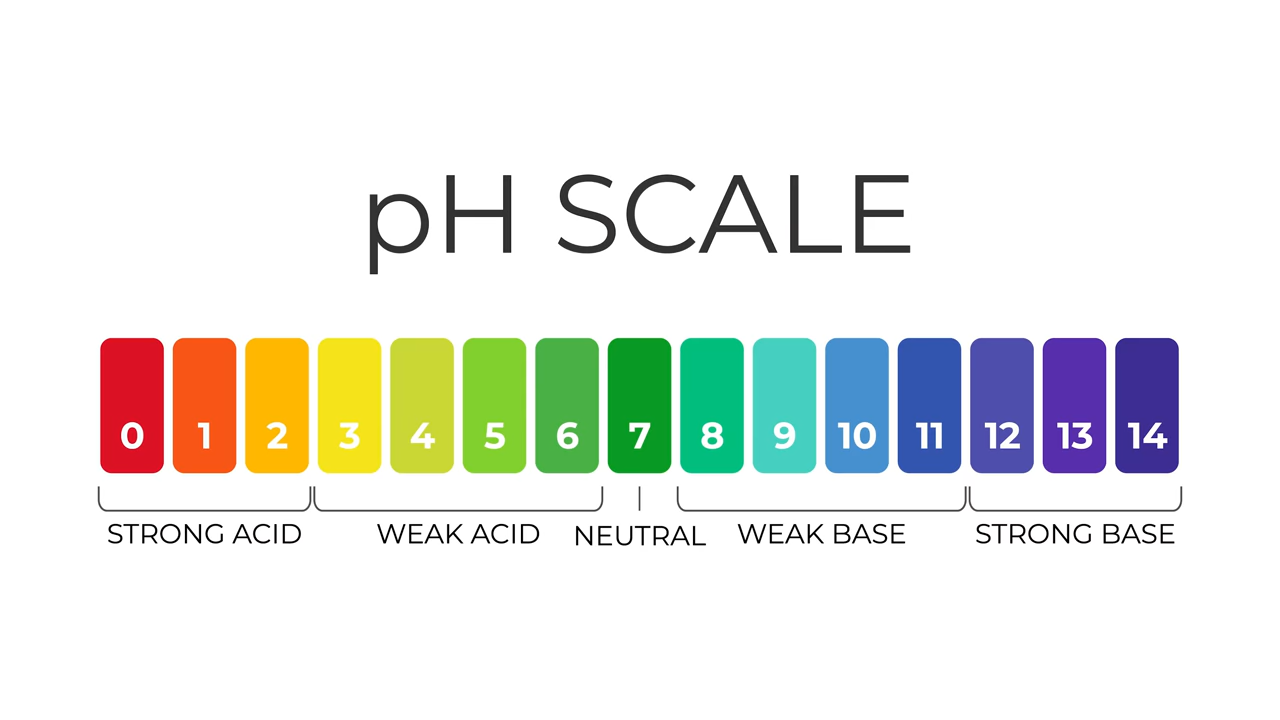 pH SCALE
0 1 2 3 4 5 6 7 8 9 10 11 12 13 14
STRONG ACID WEAK ACID NEUTRAL WEAK BASE STRONG BASE